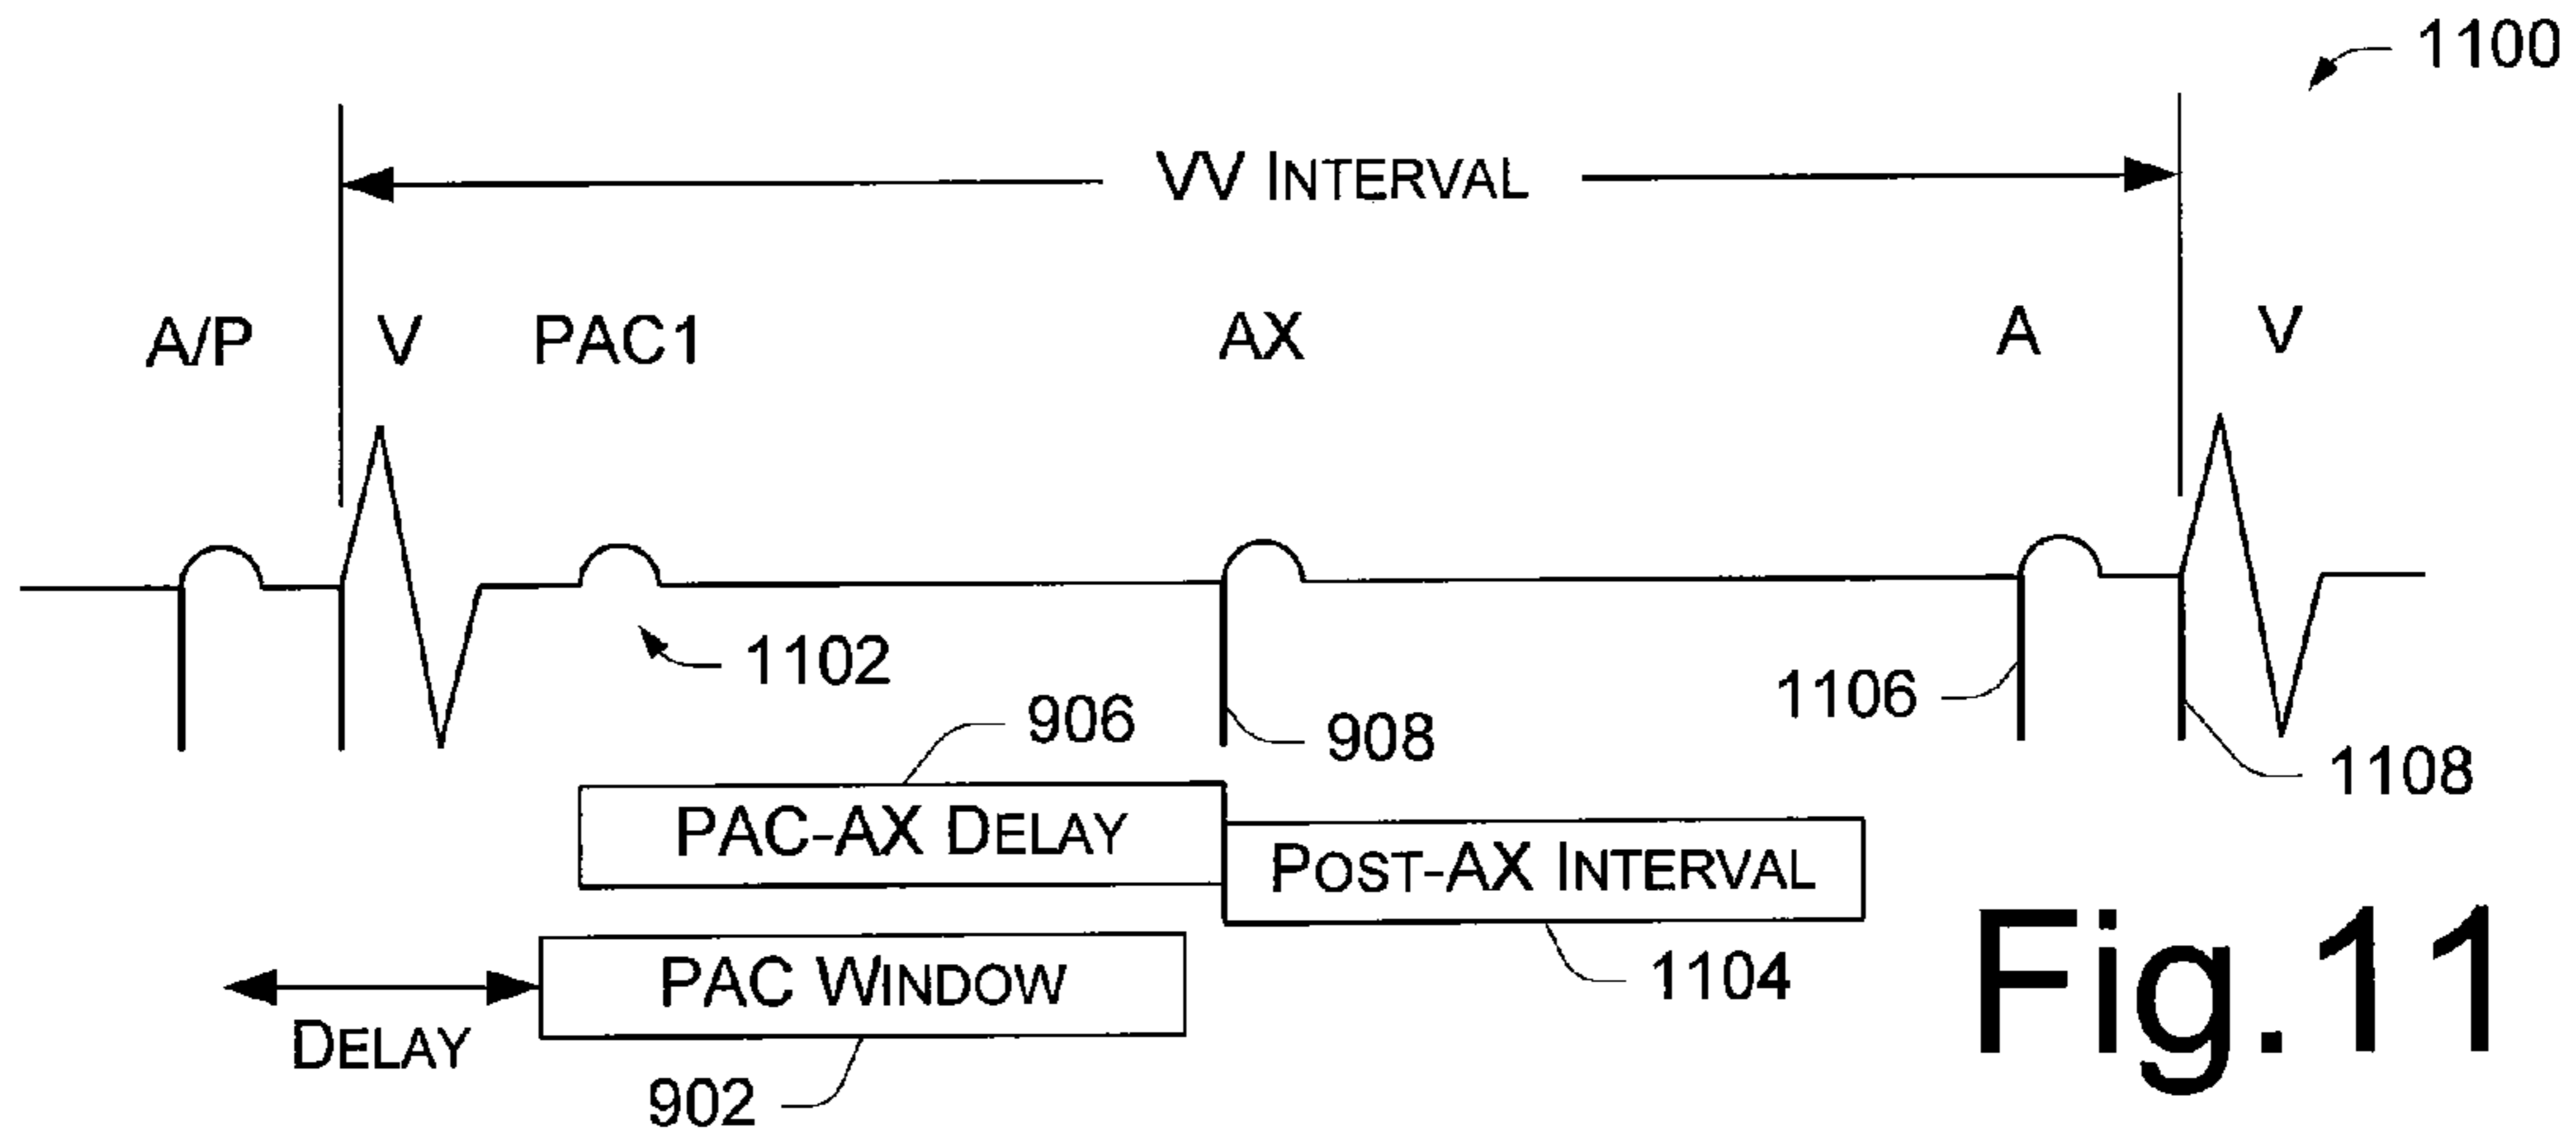 1100
VV INTERVAL
A/P V PAC1 AX A V
1102
906
908
1106
1108
PAC-AX DELAY
POST-AX INTERVAL
PAC WINDOW
1104
DELAY
902
Fig.11